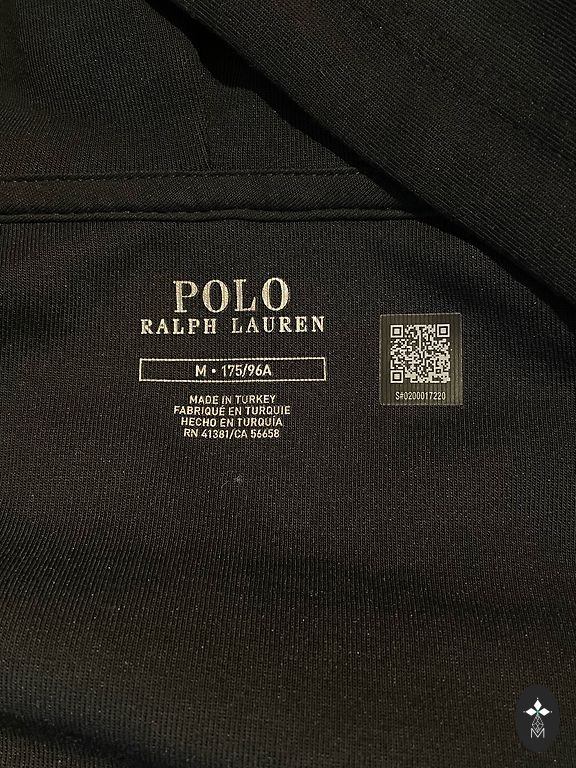 POLO
RALPH LAUREN
M • 175/96A
MADE IN TURKEY
FABRIQUÉ EN TURQUIE
HECHO EN TURQUÍA
RN 41381/CA 56658
S#0200017220
M